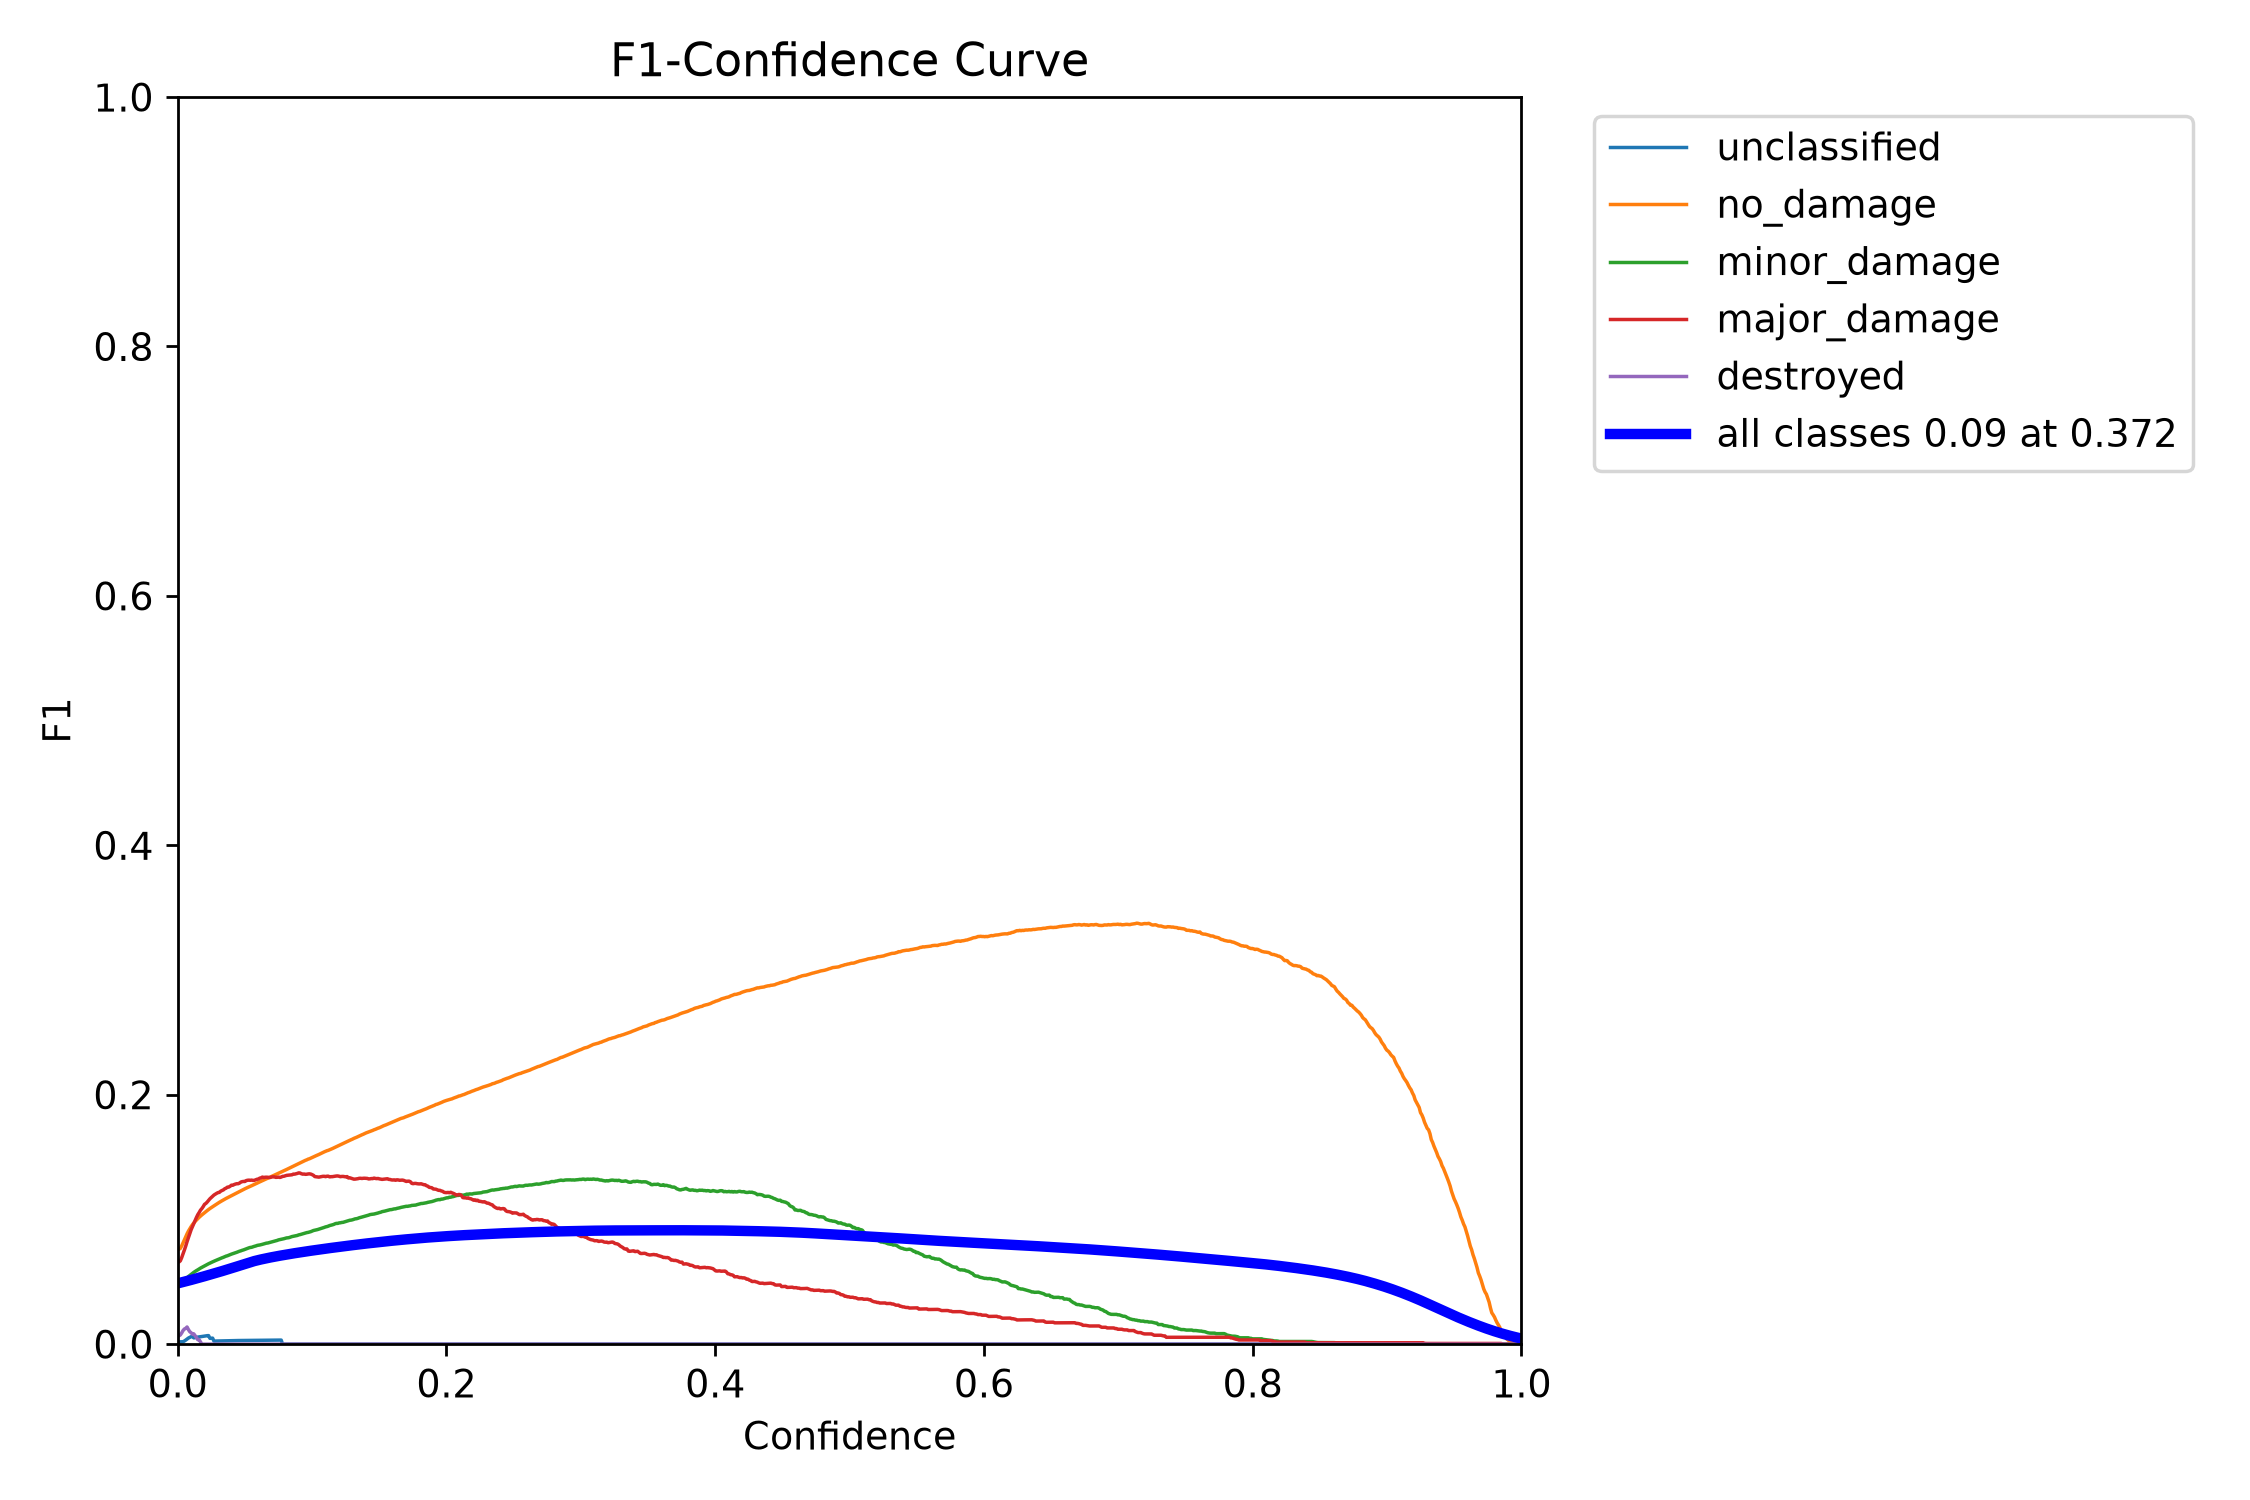 F1-Confidence Curve
1.0
0.8
0.6
0.4
0.2
0.0
F1
0.0 0.2 0.4 0.6 0.8 1.0
Confidence
unclassified
no_damage
minor_damage
major_damage
destroyed
all classes 0.09 at 0.372